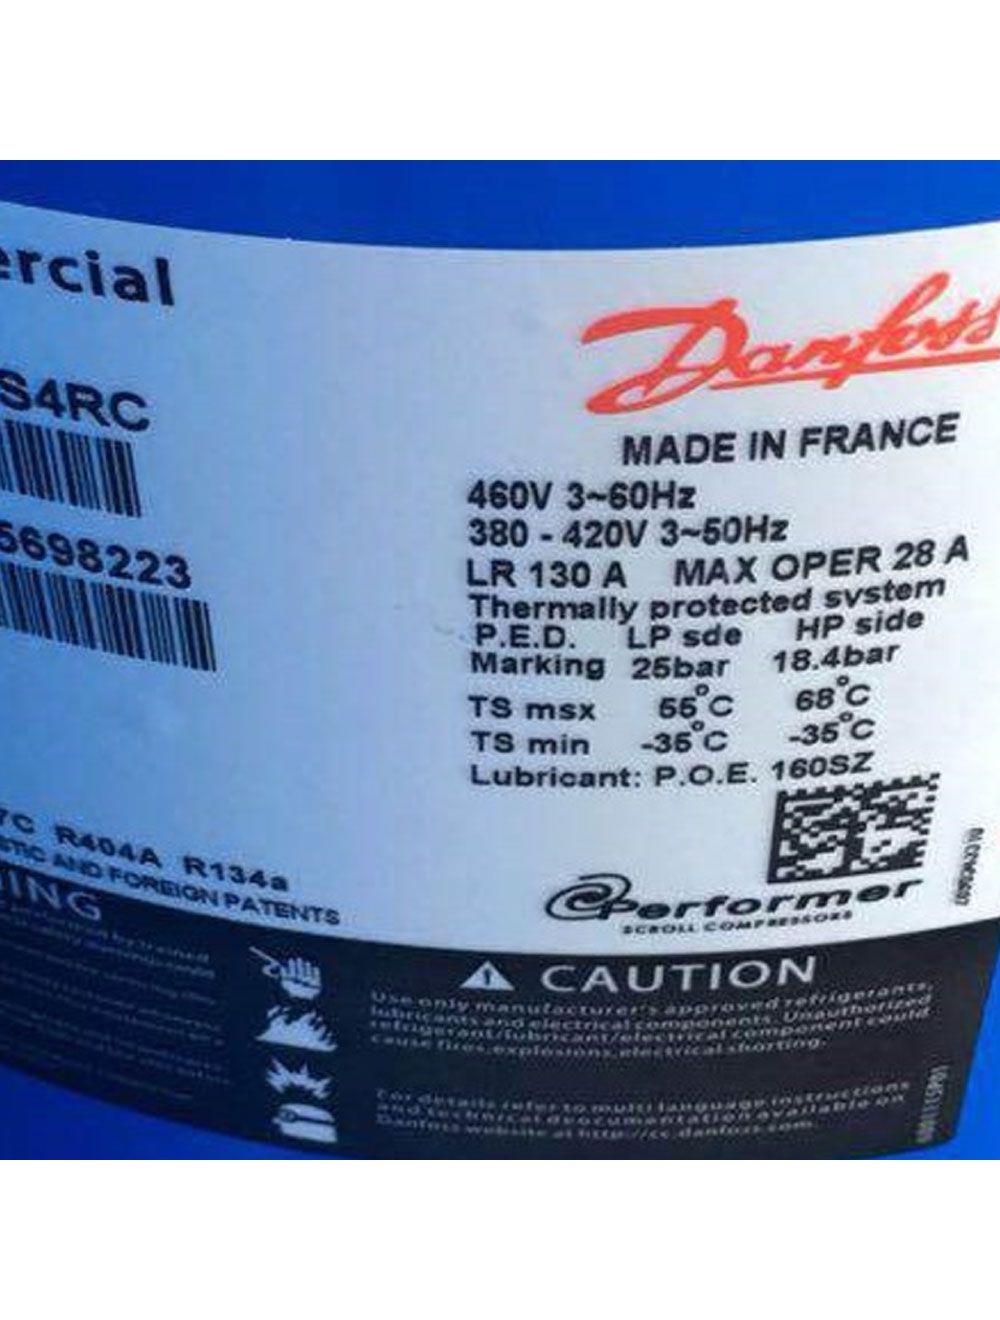 ercial
Danfoss
S4RC
MADE IN FRANCE
5698223
460V 3~60Hz
380 - 420V 3~50Hz
LR 130 A MAX OPER 28 A
Thermally protected svstem
P.E.D. LP sde HP side
Marking 25bar 18.4bar
TS msx 55°C 68°C
TS min -35°C -35°C
Lubricant: P.O.E. 160SZ
7C R404A R134a
STIC AND FOREIGN PATENTS
Performer
SCROLL COMPRESSORS
ING
CAUTION
Use only manufacturer's approved refrigerants,
lubricants and electrical components. Unauthorized
refrigerant/lubricant/electrical component could
cause fires, explosions, electrical shorting.
For details refer to multi language instructions
and technical documentation available on
Danfoss website at http://cc.danfoss.com.